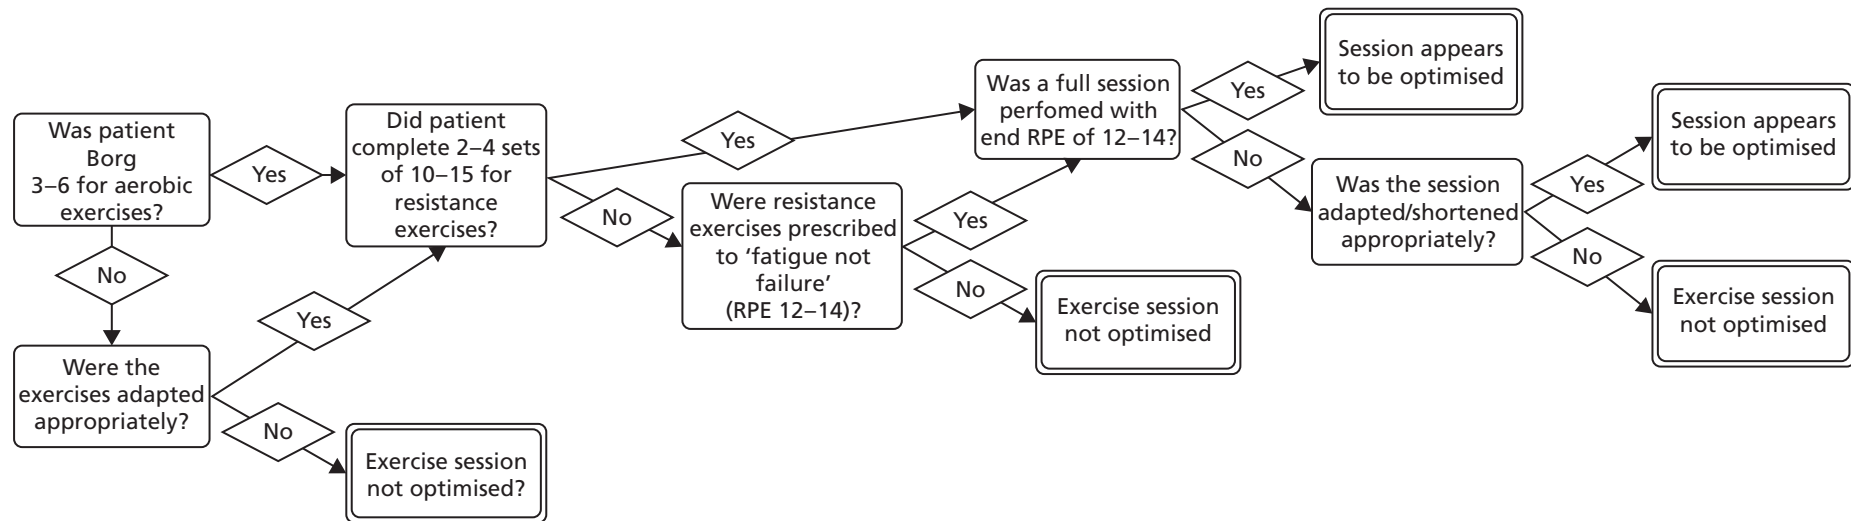 Was patient
Borg
3–6 for aerobic
exercises?
Yes
No
Were the
exercises adapted
appropriately?
Yes
No
Exercise session
not optimised?
Did patient
complete 2–4 sets
of 10–15 for
resistance
exercises?
Yes
No
Were resistance
exercises prescribed
to ‘fatigue not
failure’
(RPE 12–14)?
Yes
No
Exercise session
not optimised
Was a full session
perfomed with
end RPE of 12–14?
Yes
No
Session appears
to be optimised
Was the session
adapted/shortened
appropriately?
Yes
No
Session appears
to be optimised
Exercise session
not optimised